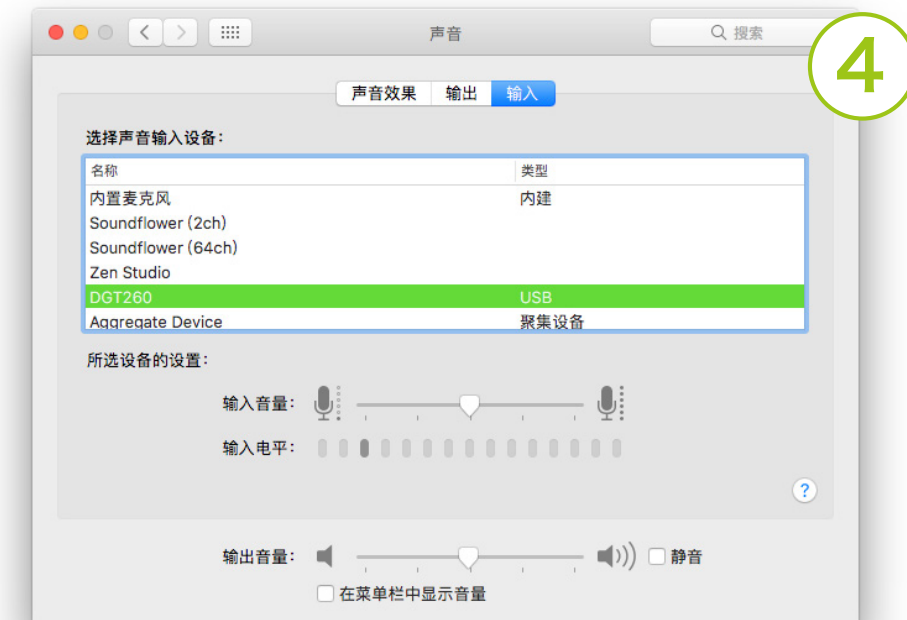 声音
搜索
4
声音效果 输出 输入
选择声音输入设备：
名称 类型
内置麦克风 内建
Soundflower (2ch)
Soundflower (64ch)
Zen Studio
DGT260 USB
Aggregate Device 聚集设备
所选设备的设置：
输入音量：
输入电平：
?
输出音量： 静音
在菜单栏中显示音量